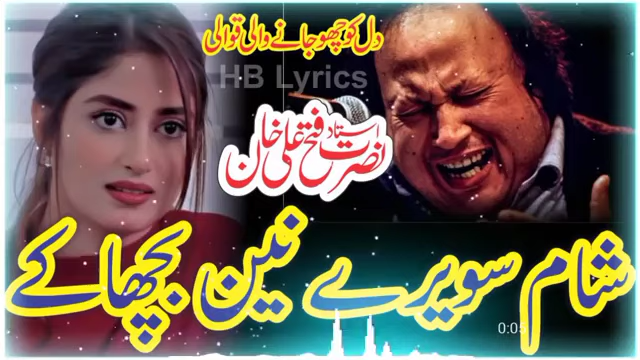 دل کو چھو جانے والی قوالی
HB Lyrics
استاد
نصرت فتح علی خان
شام سویرے نین بچھا کے
0:05